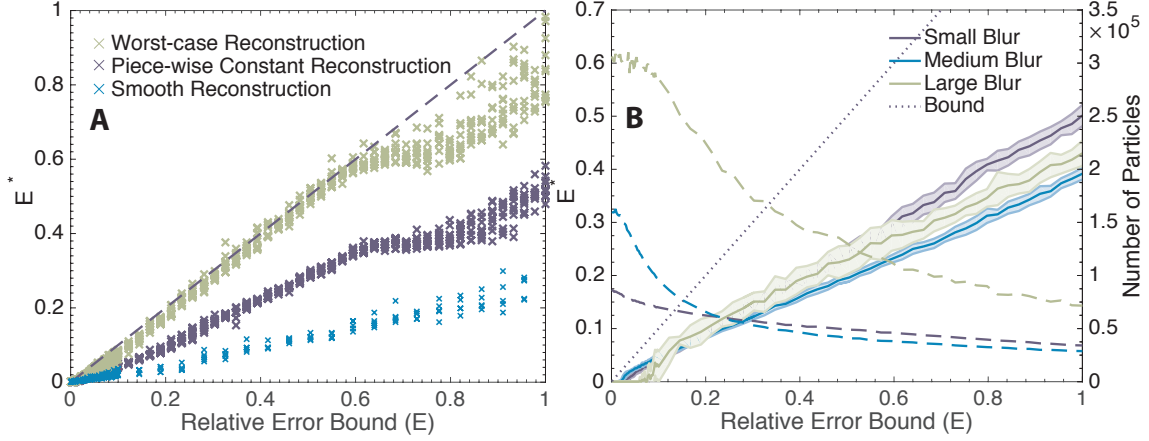 Worst-case Reconstruction
Piece-wise Constant Reconstruction
Smooth Reconstruction
A
1
0.8
0.6
0.4
0.2
0
E*
0 0.2 0.4 0.6 0.8 1
Relative Error Bound (E)
Small Blur
Medium Blur
Large Blur
Bound
B
0.7
0.6
0.5
0.4
0.3
0.2
0.1
0
E*
0 0.2 0.4 0.6 0.8 1
Relative Error Bound (E)
3.5
×10⁵
3
2.5
2
1.5
1
0.5
0
Number of Particles